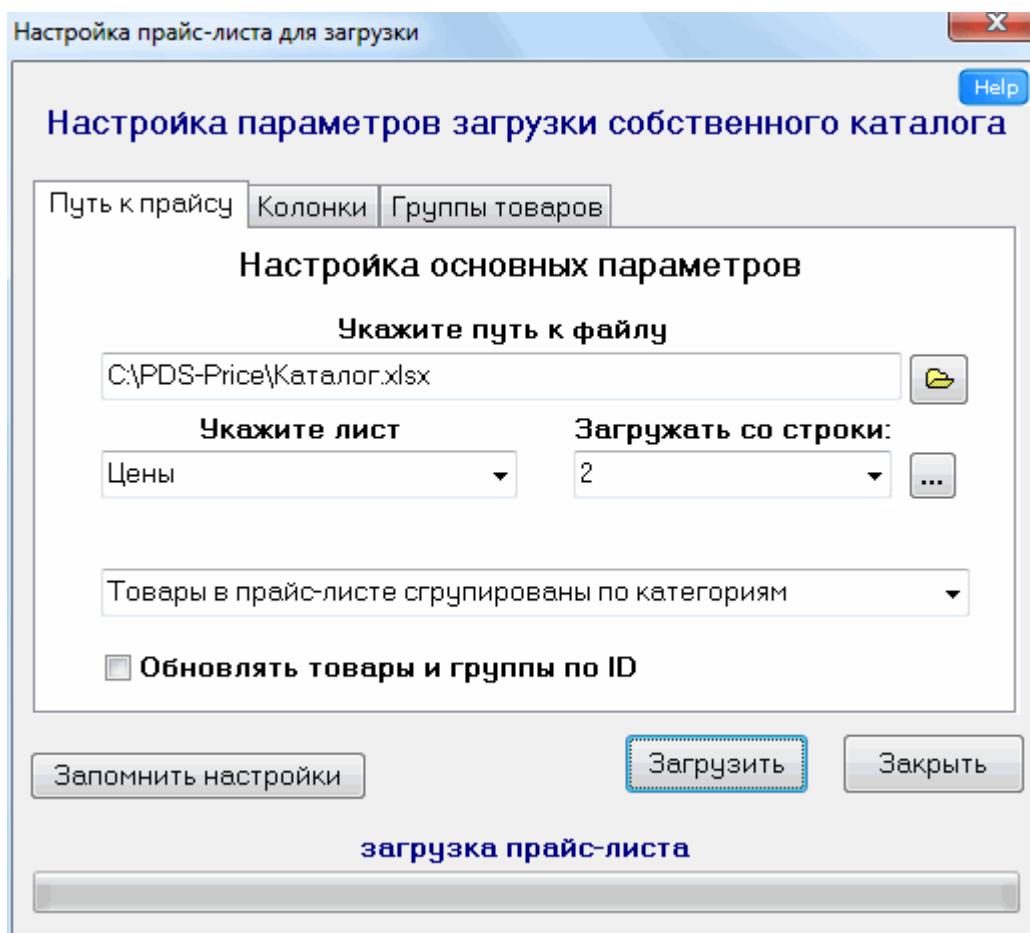 Настройка прайс-листа для загрузки
X
Help
Настройка параметров загрузки собственного каталога
Путь к прайсу Колонки Группы товаров
Настройка основных параметров
Укажите путь к файлу
C:\PDS-Price\Каталог.xlsx
Укажите лист Загружать со строки:
Цены 2 ...
Товары в прайс-листе сгрупированы по категориям
Обновлять товары и группы по ID
Запомнить настройки Загрузить Закрыть
загрузка прайс-листа